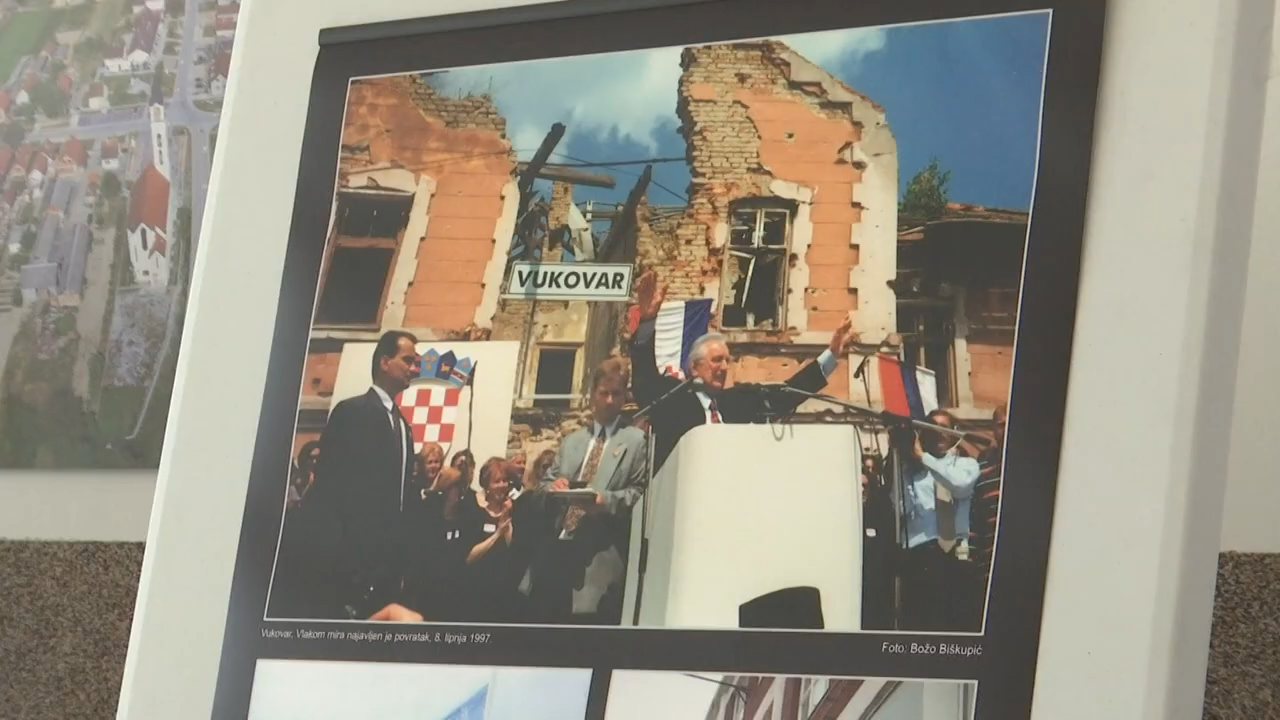 VUKOVAR
Vukovar, Vlakom mira najavljen je povratak, 8. lipnja 1997.
Foto: Božo Biškupić